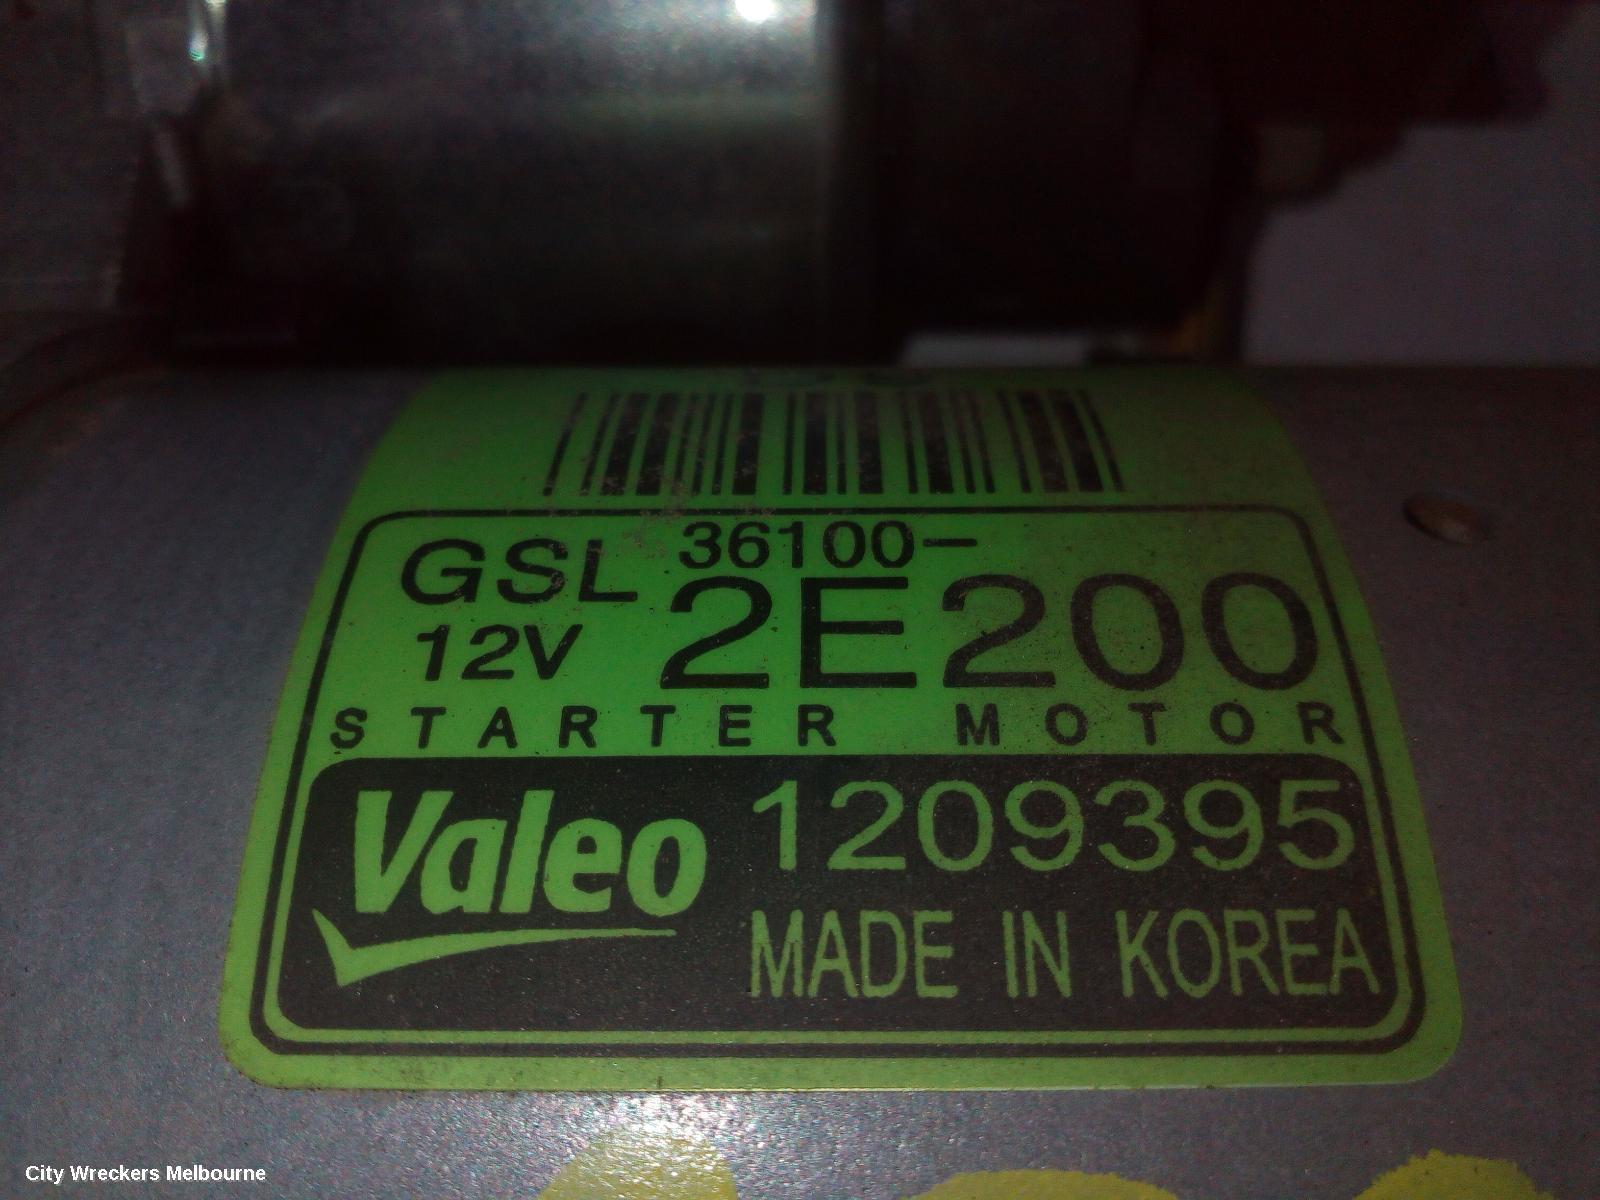 GSL 36100-
12V 2E200
STARTER MOTOR
Valeo 1209395
MADE IN KOREA
City Wreckers Melbourne